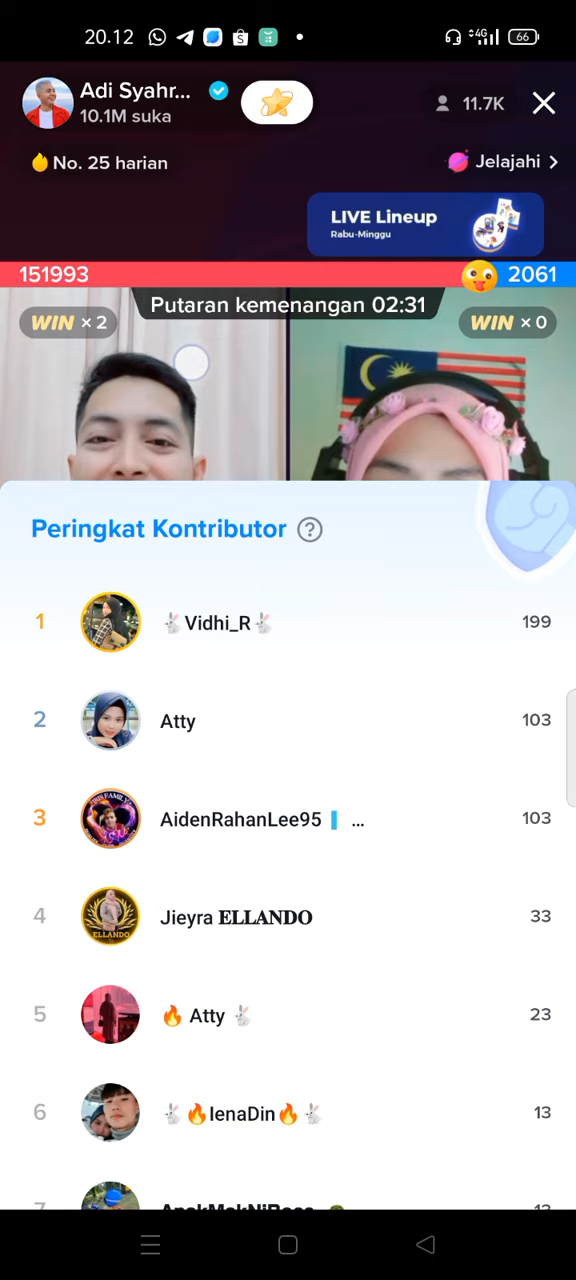 20.12
4G
66
Adi Syahr...
10.1M suka
11.7K
No. 25 harian
Jelajahi
LIVE Lineup
Rabu-Minggu
151993
2061
Putaran kemenangan 02:31
WIN × 2
WIN × 0
Peringkat Kontributor
1 🐇Vidhi_R🐇 199
2 Atty 103
3 AidenRahanLee95 ... 103
4 Jieyra 𝐄𝐋𝐋𝐀𝐍𝐃𝐎 33
ELLANDO
5 🔥 Atty 🐇 23
6 🐇🔥IenaDin🔥🐇 13